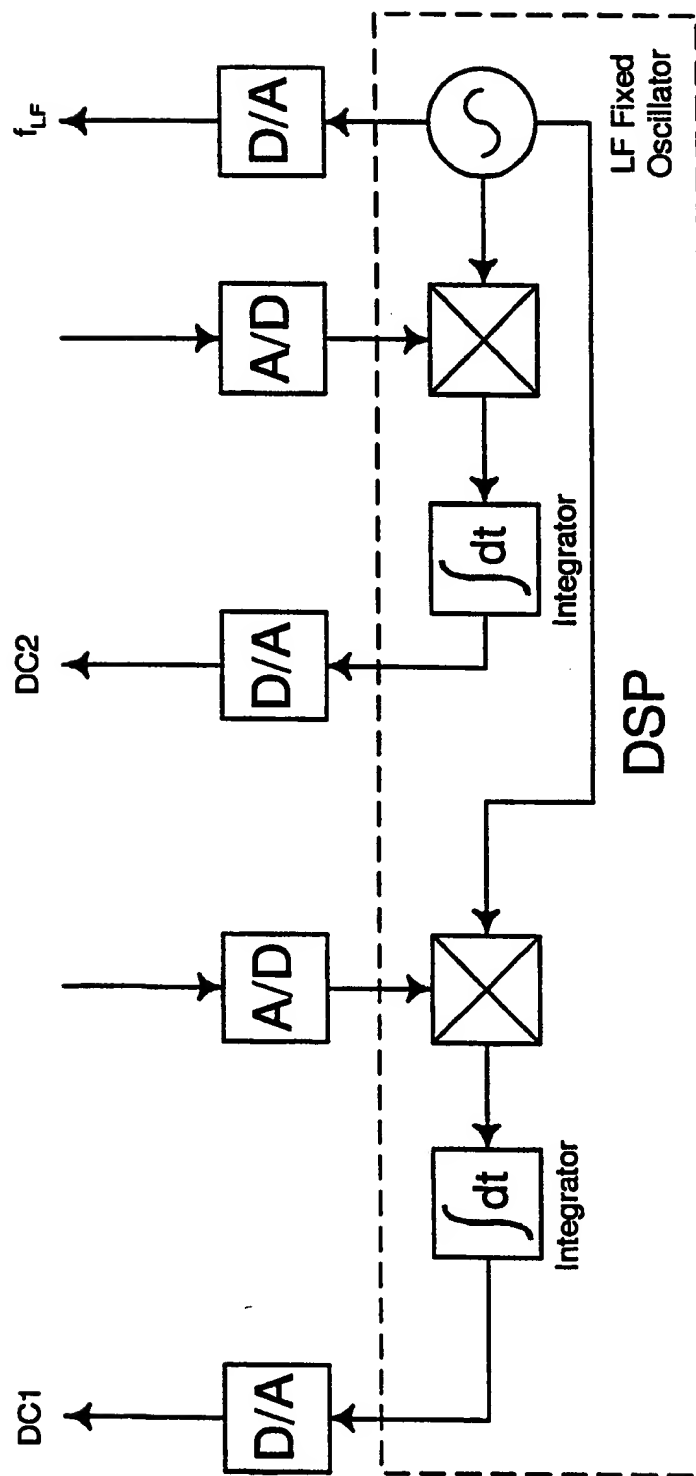 DC1
DC2
f_LF
D/A
A/D
D/A
A/D
D/A
∫dt
Integrator
∫dt
Integrator
LF Fixed
Oscillator
DSP